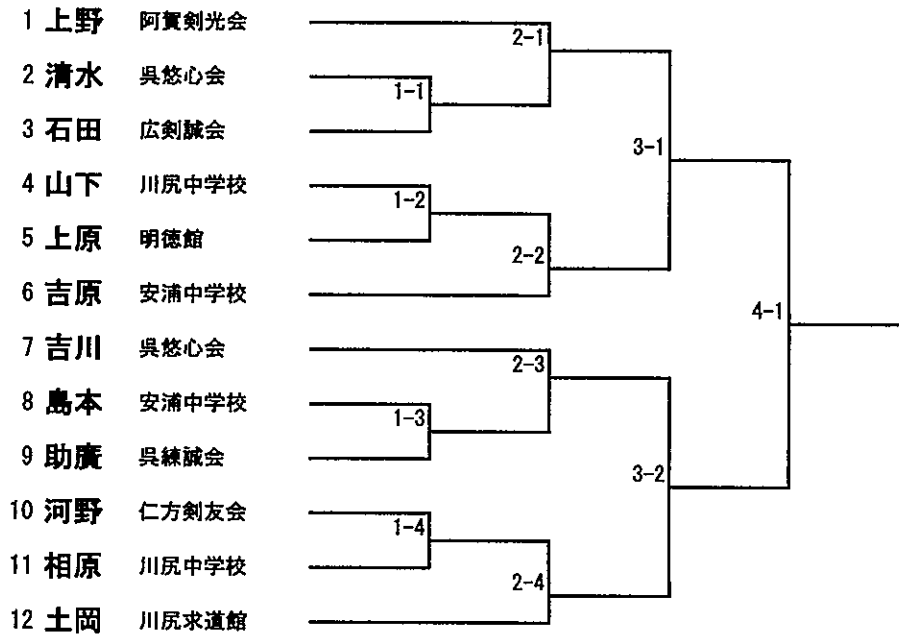 1 上野 阿賀剣光会
2-1
2 清水 呉悠心会
1-1
3 石田 広剣誠会
3-1
4 山下 川尻中学校
1-2
5 上原 明徳館
2-2
6 吉原 安浦中学校
4-1
7 吉川 呉悠心会
2-3
8 島本 安浦中学校
1-3
9 助廣 呉練誠会
3-2
10 河野 仁方剣友会
1-4
11 相原 川尻中学校
2-4
12 土岡 川尻求道館